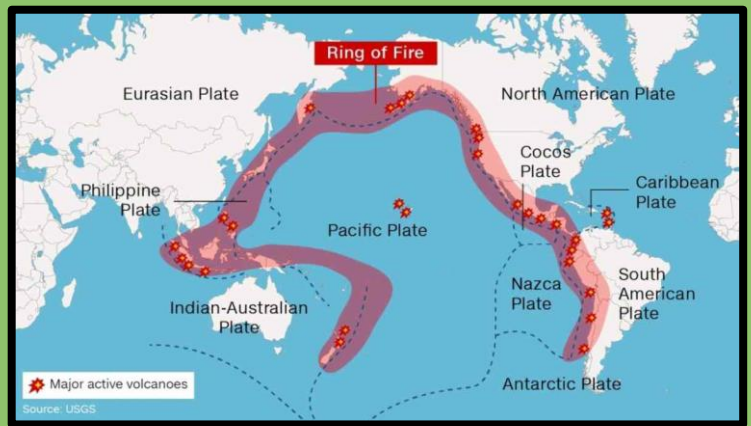 Ring of Fire
Eurasian Plate
North American Plate
Cocos
Plate
Caribbean
Plate
Philippine
Plate
Pacific Plate
Indian-Australian
Plate
Nazca
Plate
South
American
Plate
Antarctic Plate
Major active volcanoes
Source: USGS